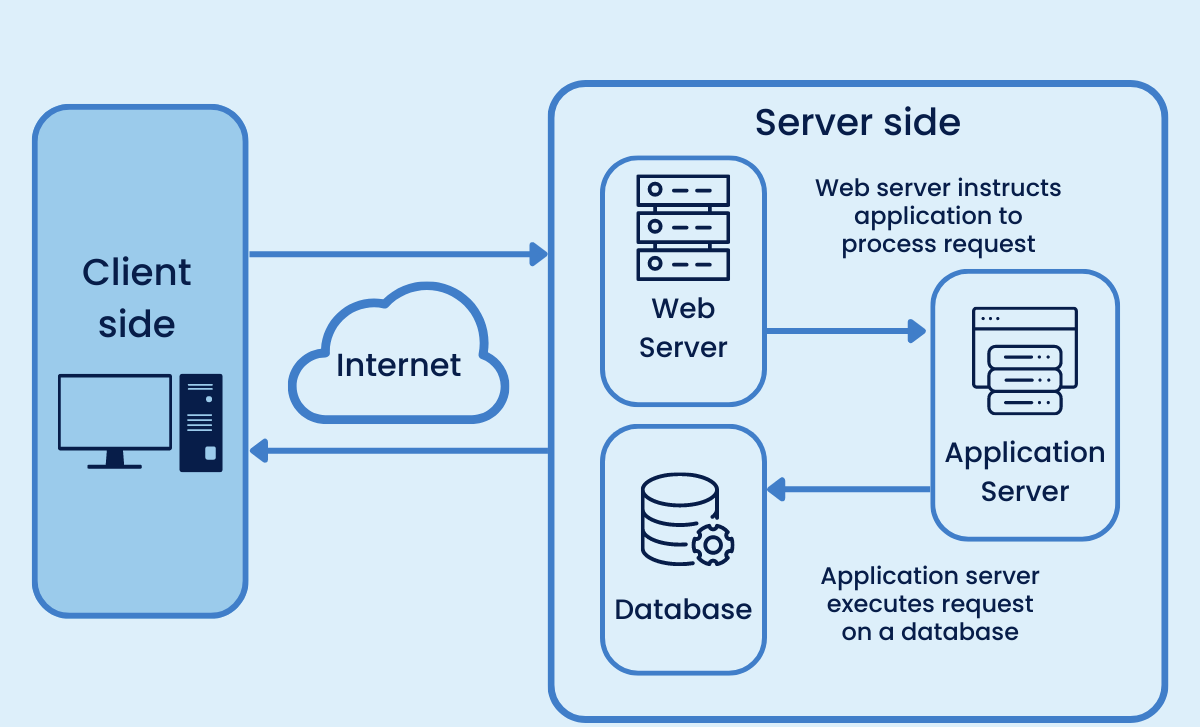 Server side
Client
side
Internet
Web
Server
Web server instructs
application to
process request
Application
Server
Database
Application server
executes request
on a database